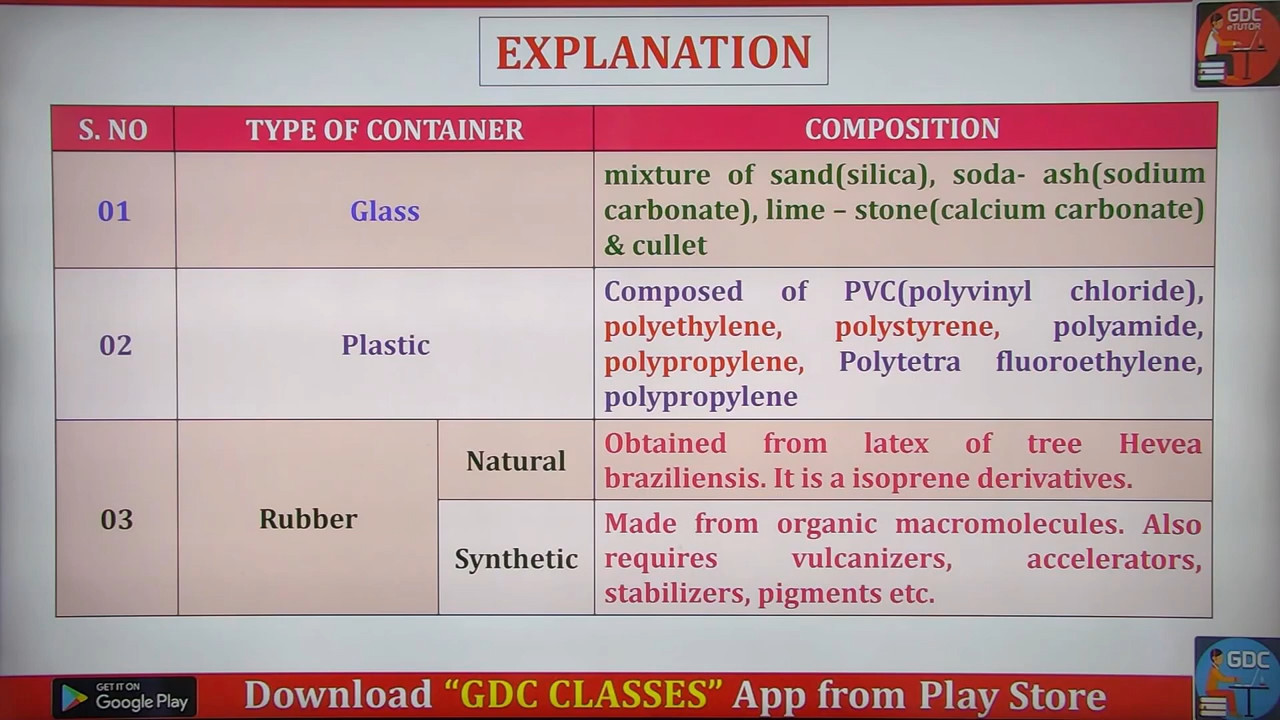 EXPLANATION
GDC
eTUTOR
S. NO
TYPE OF CONTAINER
COMPOSITION
01
Glass
mixture of sand(silica), soda- ash(sodium
carbonate), lime – stone(calcium carbonate)
& cullet
02
Plastic
Composed of PVC(polyvinyl chloride),
polyethylene, polystyrene, polyamide,
polypropylene, Polytetra fluoroethylene,
polypropylene
03
Rubber
Natural
Obtained from latex of tree Hevea
braziliensis. It is a isoprene derivatives.
Synthetic
Made from organic macromolecules. Also
requires vulcanizers, accelerators,
stabilizers, pigments etc.
GET IT ON
Google Play
Download “GDC CLASSES” App from Play Store
GDC